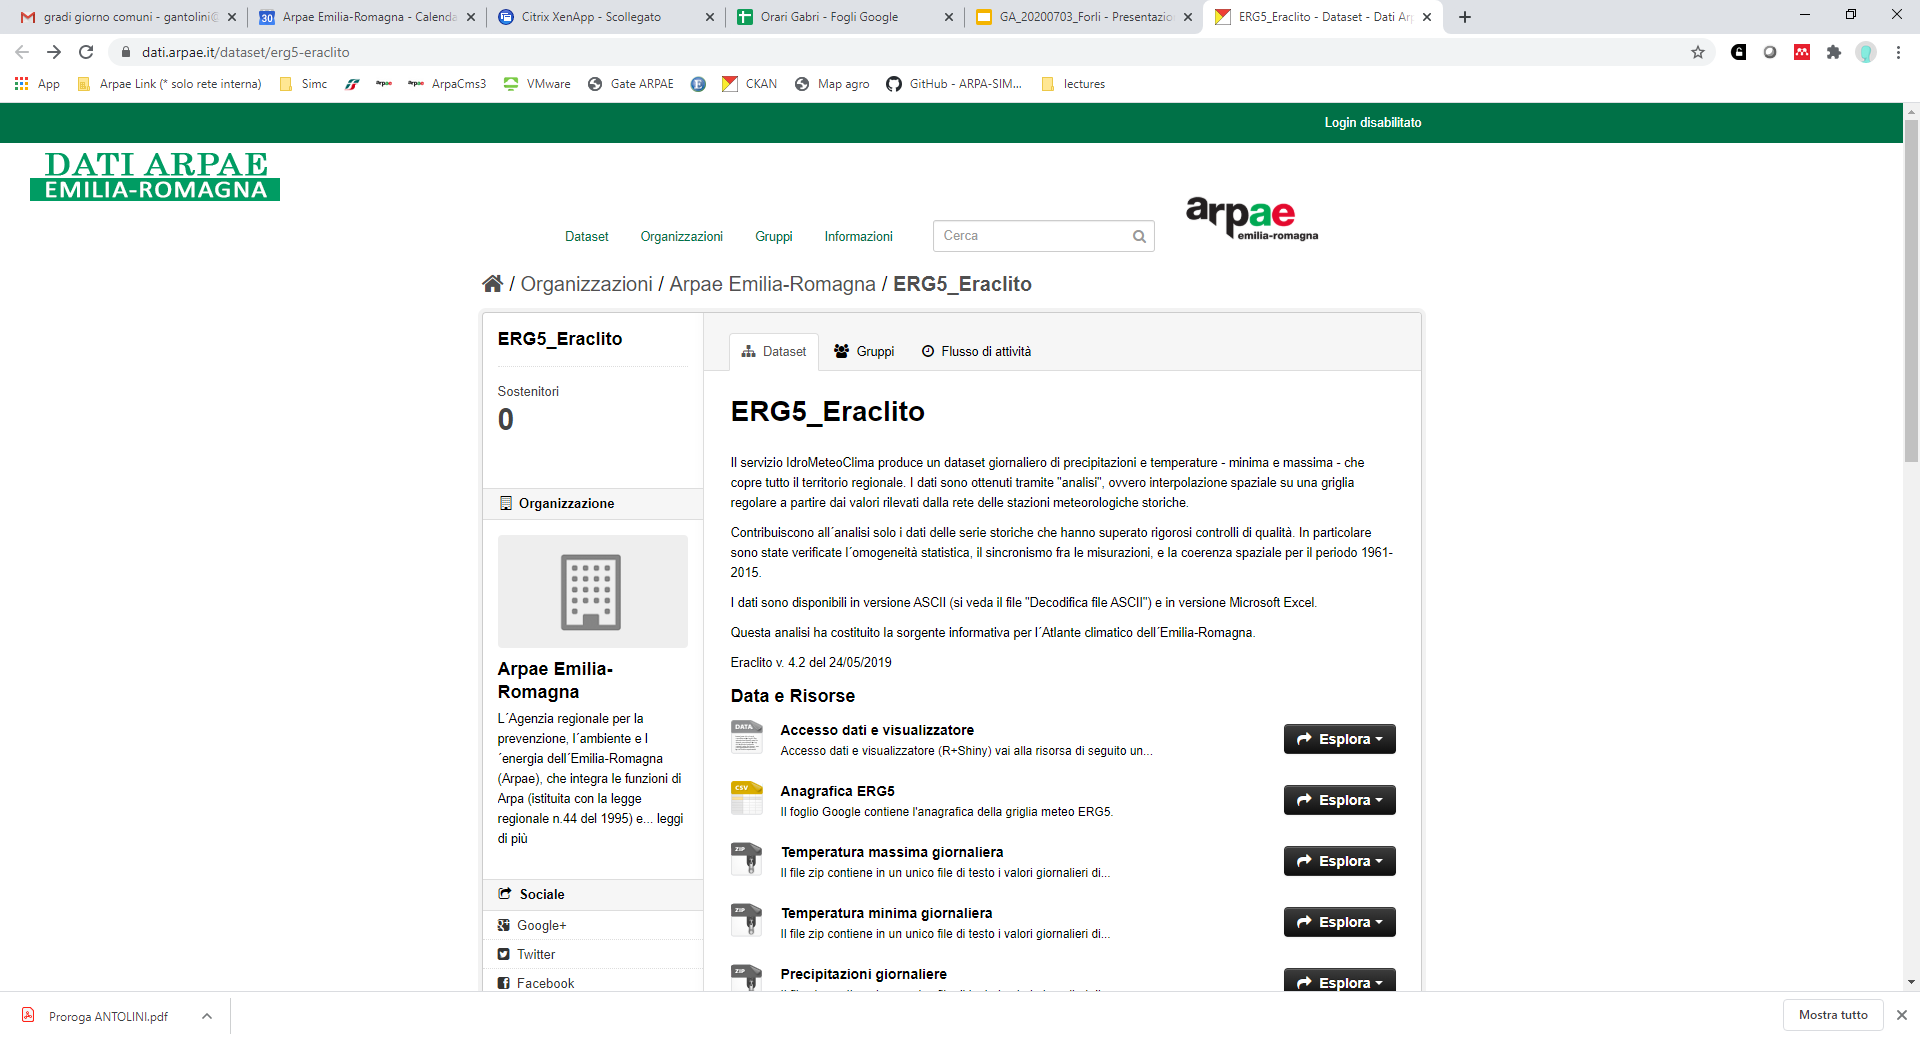 gradi giorno comuni - gantolini@
Arpae Emilia-Romagna - Calenda
Citrix XenApp - Scollegato
Orari Gabri - Fogli Google
GA_20200703_Forli - Presentazio
ERG5_Eraclito - Dataset - Dati Ar
dati.arpae.it/dataset/erg5-eraclito
App
Arpae Link (* solo rete interna)
Simc
ArpaCms3
VMware
Gate ARPAE
CKAN
Map agro
GitHub - ARPA-SIM...
lectures
Login disabilitato
DATI ARPAE
EMILIA-ROMAGNA
arpae
emilia-romagna
Dataset
Organizzazioni
Gruppi
Informazioni
Cerca
/ Organizzazioni / Arpae Emilia-Romagna / ERG5_Eraclito
ERG5_Eraclito
Sostenitori
0
Organizzazione
Arpae Emilia-
Romagna
L´Agenzia regionale per la
prevenzione, l´ambiente e l
´energia dell´Emilia-Romagna
(Arpae), che integra le funzioni di
Arpa (istituita con la legge
regionale n.44 del 1995) e... leggi
di più
Sociale
Google+
Twitter
Facebook
Dataset
Gruppi
Flusso di attività
ERG5_Eraclito
Il servizio IdroMeteoClima produce un dataset giornaliero di precipitazioni e temperature - minima e massima - che
copre tutto il territorio regionale. I dati sono ottenuti tramite "analisi", ovvero interpolazione spaziale su una griglia
regolare a partire dai valori rilevati dalla rete delle stazioni meteorologiche storiche.
Contribuiscono all´analisi solo i dati delle serie storiche che hanno superato rigorosi controlli di qualità. In particolare
sono state verificate l´omogeneità statistica, il sincronismo fra le misurazioni, e la coerenza spaziale per il periodo 1961-
2015.
I dati sono disponibili in versione ASCII (si veda il file "Decodifica file ASCII") e in versione Microsoft Excel.
Questa analisi ha costituito la sorgente informativa per l´Atlante climatico dell´Emilia-Romagna.
Eraclito v. 4.2 del 24/05/2019
Data e Risorse
DATA
Accesso dati e visualizzatore
Accesso dati e visualizzatore (R+Shiny) vai alla risorsa di seguito un...
Esplora
CSV
Anagrafica ERG5
Il foglio Google contiene l'anagrafica della griglia meteo ERG5.
Esplora
ZIP
Temperatura massima giornaliera
Il file zip contiene in un unico file di testo i valori giornalieri di...
Esplora
ZIP
Temperatura minima giornaliera
Il file zip contiene in un unico file di testo i valori giornalieri di...
Esplora
ZIP
Precipitazioni giornaliere
Esplora
Proroga ANTOLINI.pdf
Mostra tutto